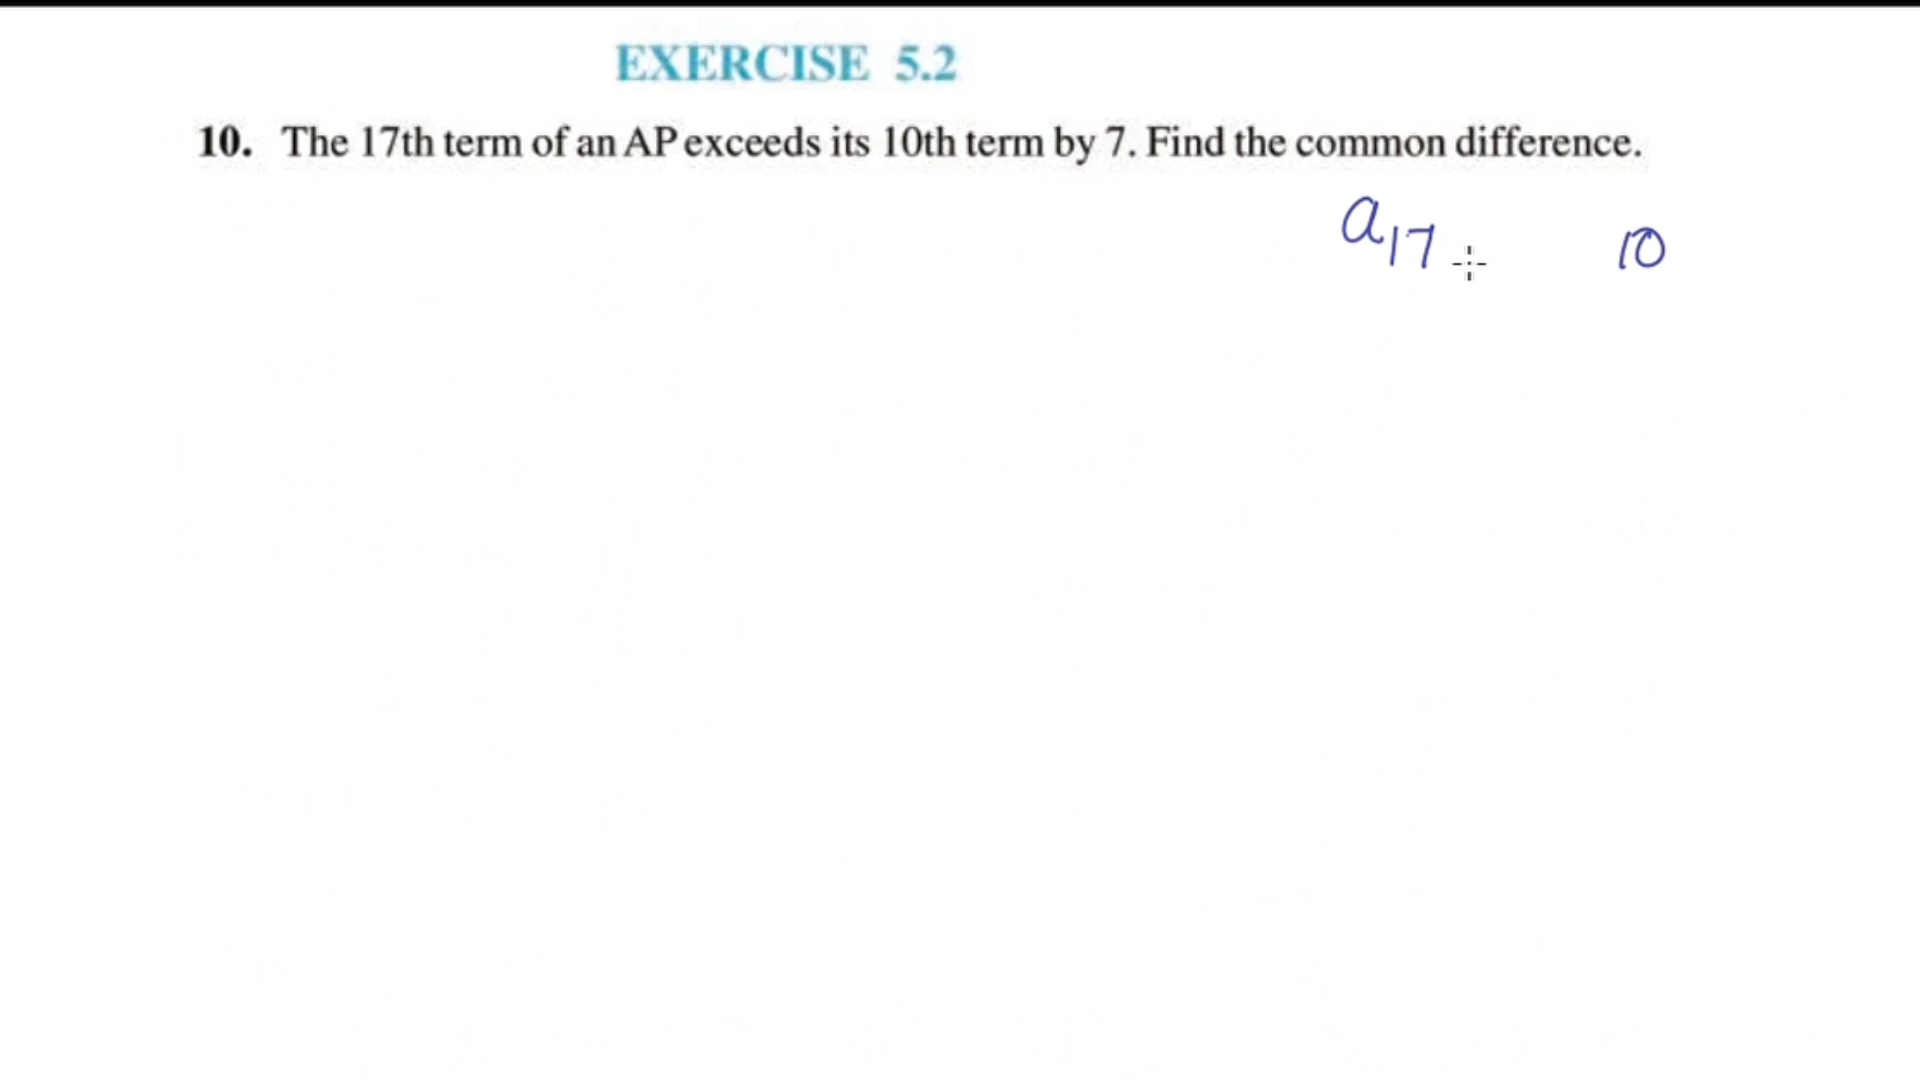 EXERCISE 5.2
10. The 17th term of an AP exceeds its 10th term by 7. Find the common difference.
a17 10